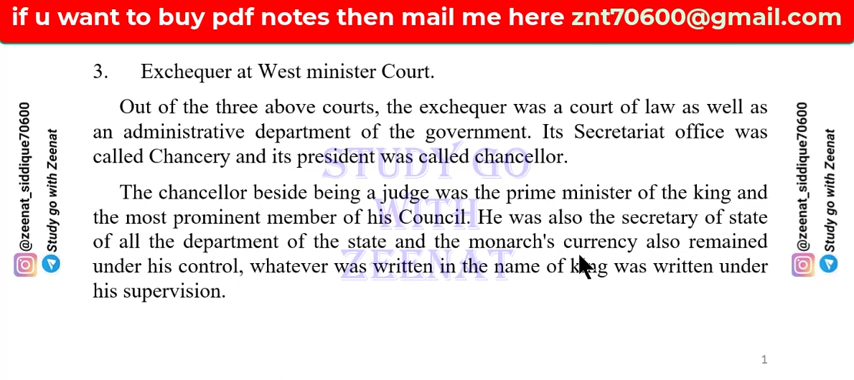 if u want to buy pdf notes then mail me here znt70600@gmail.com
3. Exchequer at West minister Court.
Out of the three above courts, the exchequer was a court of law as well as
an administrative department of the government. Its Secretariat office was
called Chancery and its president was called chancellor.
The chancellor beside being a judge was the prime minister of the king and
the most prominent member of his Council. He was also the secretary of state
of all the department of the state and the monarch's currency also remained
under his control, whatever was written in the name of king was written under
his supervision.
STUDY GO
WITH
ZEENAT
@zeenat_siddique70600
Study go with Zeenat
@zeenat_siddique70600
Study go with Zeenat
1